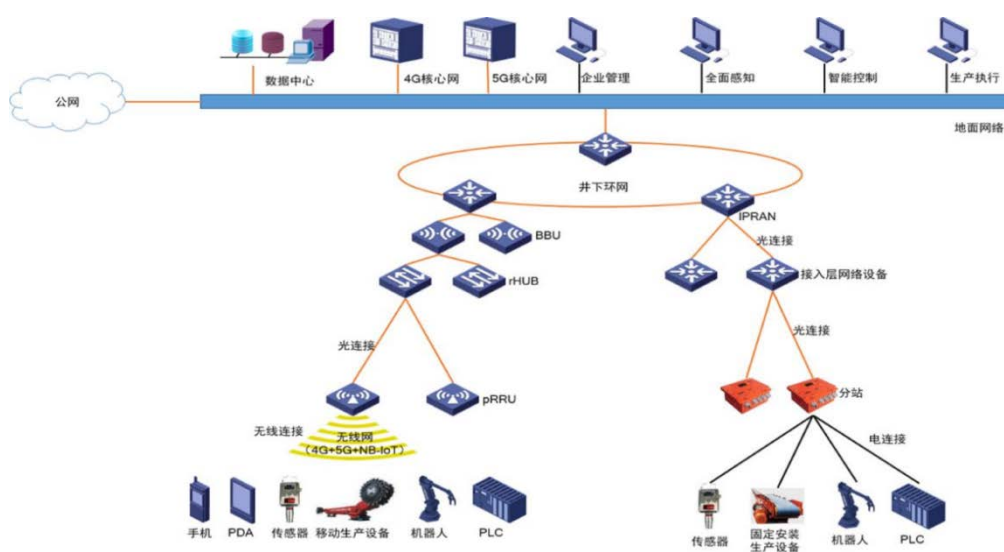 数据中心
4G核心网
5G核心网
企业管理
全面感知
智能控制
生产执行
公网
地面网络
井下环网
IPRAN
BBU
光连接
rHUB
接入层网络设备
光连接
光连接
pRRU
分站
无线连接
无线网
（4G+5G+NB-IoT）
电连接
手机
PDA
传感器
移动生产设备
机器人
PLC
传感器
固定安装
生产设备
机器人
PLC